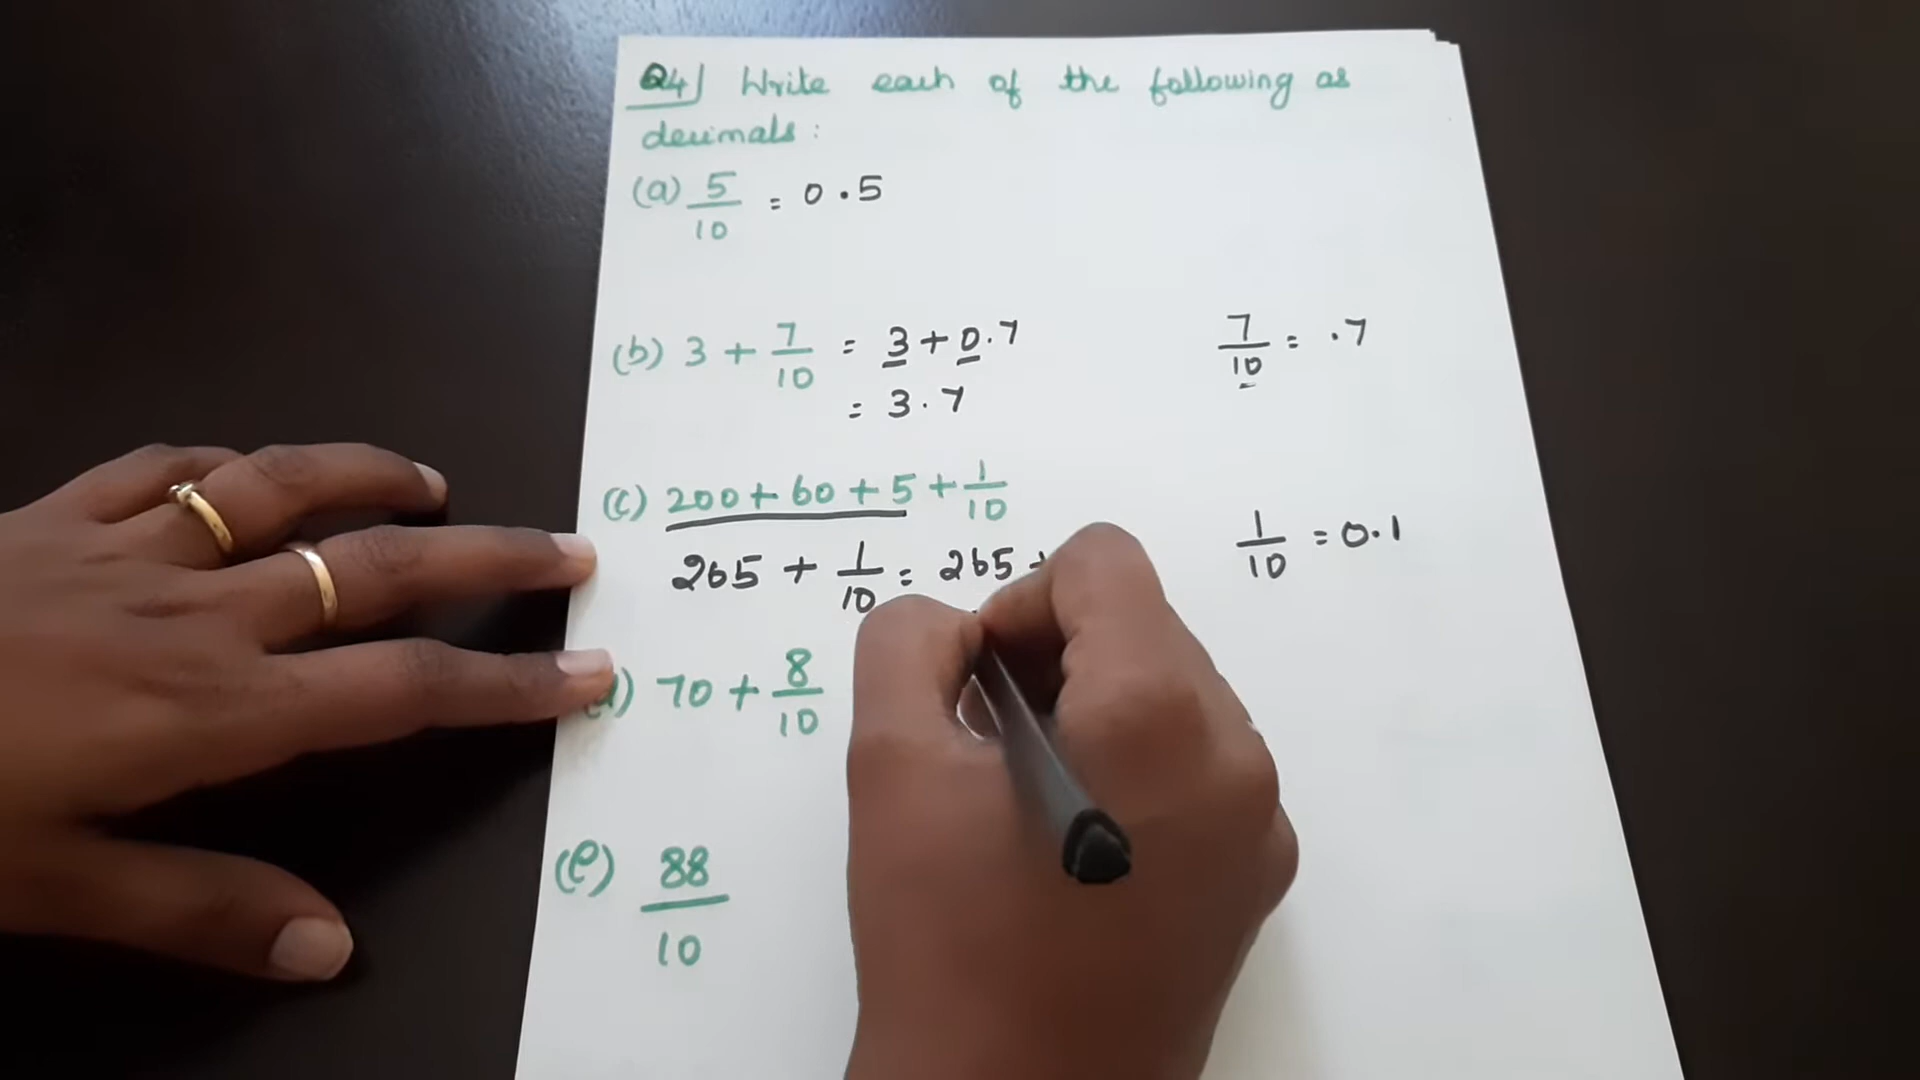 Q4) Write each of the following as
decimals:
(a) 5/10 = 0.5
(b) 3 + 7/10 = 3 + 0.7
7/10 = .7
= 3.7
(c) 200 + 60 + 5 + 1/10
1/10 = 0.1
265 + 1/10 = 265 +
(d) 70 + 8/10
(e) 88/10